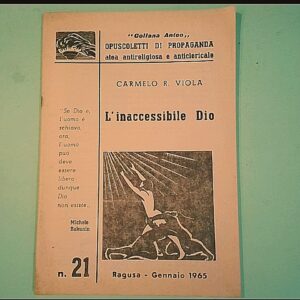 "Collana Anteo„
OPUSCOLETTI DI PROPAGANDA
atea antireligiosa e anticlericale
CARMELO R. VIOLA
L'inaccessibile Dio
"Se Dio è,
l'uomo è
schiavo,
ora,
l'uomo
può
deve
essere
libero
dunque
Dio
non esiste„
Michele
Bakunin
n. 21
Ragusa - Gennaio 1965